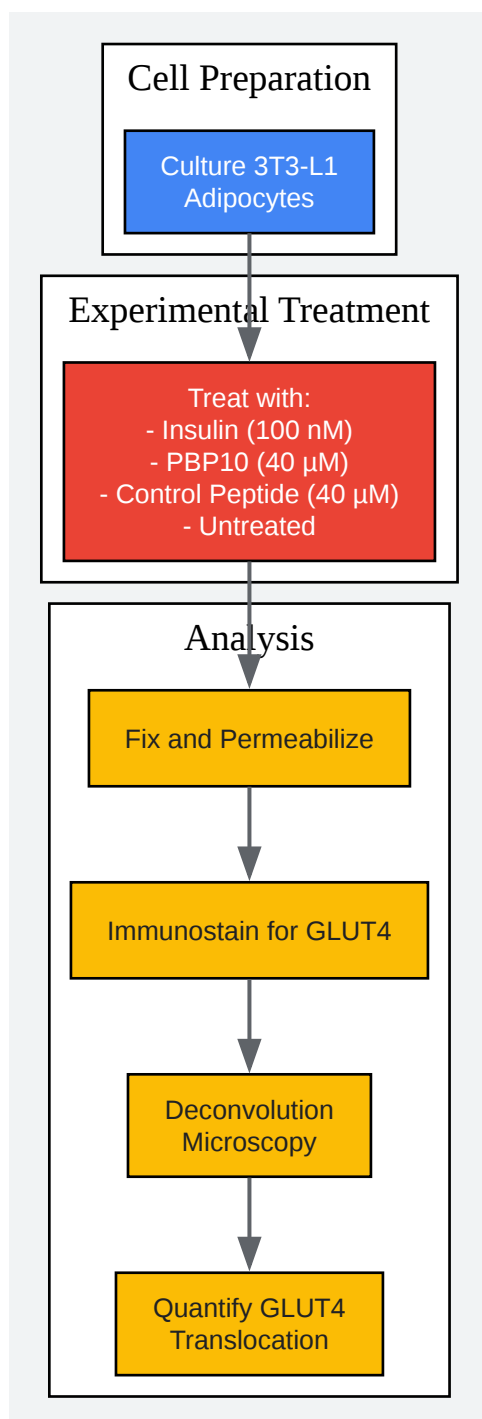 Cell Preparation
Culture 3T3-L1
Adipocytes
Experimental Treatment
Treat with:
- Insulin (100 nM)
- PBP10 (40 µM)
- Control Peptide (40 µM)
- Untreated
Analysis
Fix and Permeabilize
Immunostain for GLUT4
Deconvolution
Microscopy
Quantify GLUT4
Translocation